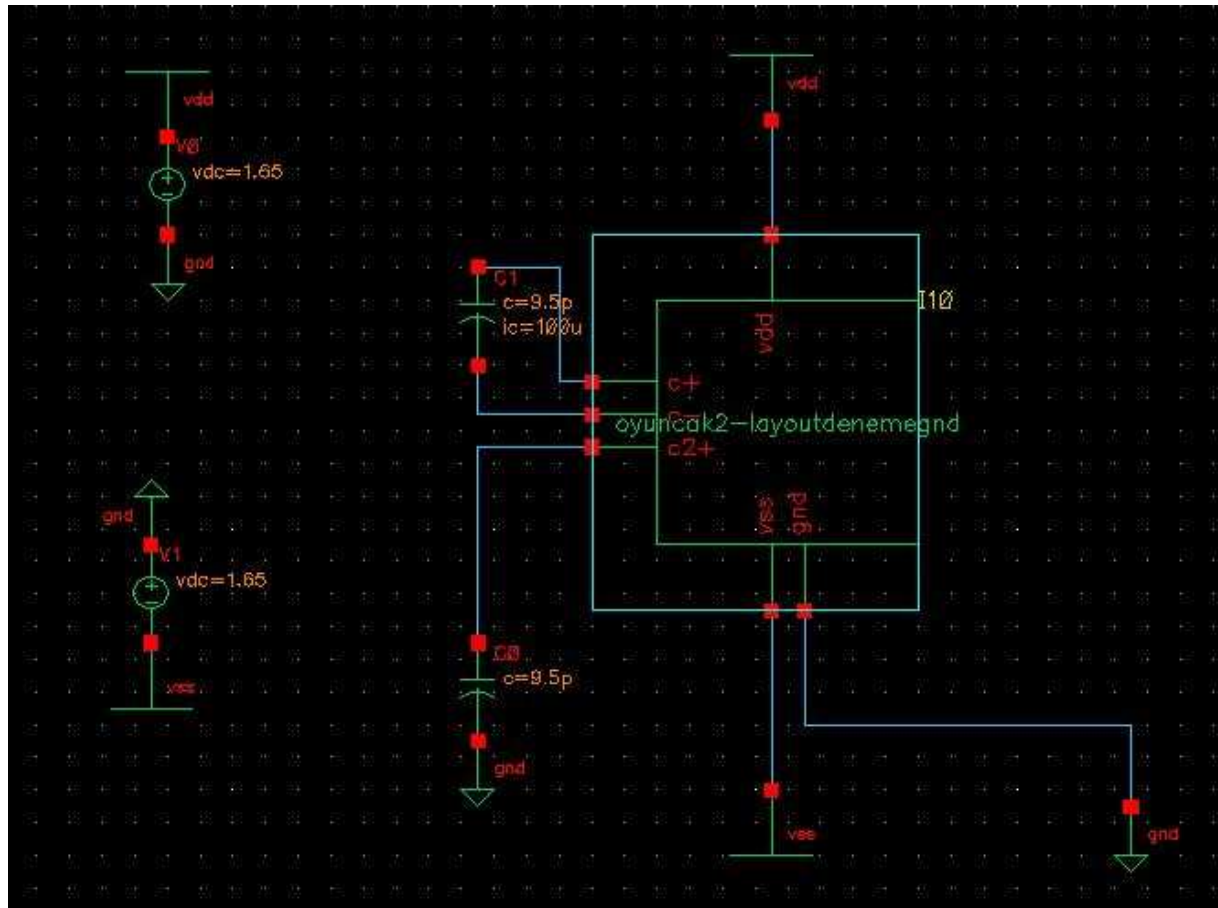 vdd
V0
vdc=1.65
gnd
gnd
V1
vdc=1.65
vss
C1
c=9.5p
ic=100u
C0
c=9.5p
gnd
vdd
I10
vdd
c+
c-
oyuncak2-layoutdenemegnd
c2+
vss
gnd
vss
gnd